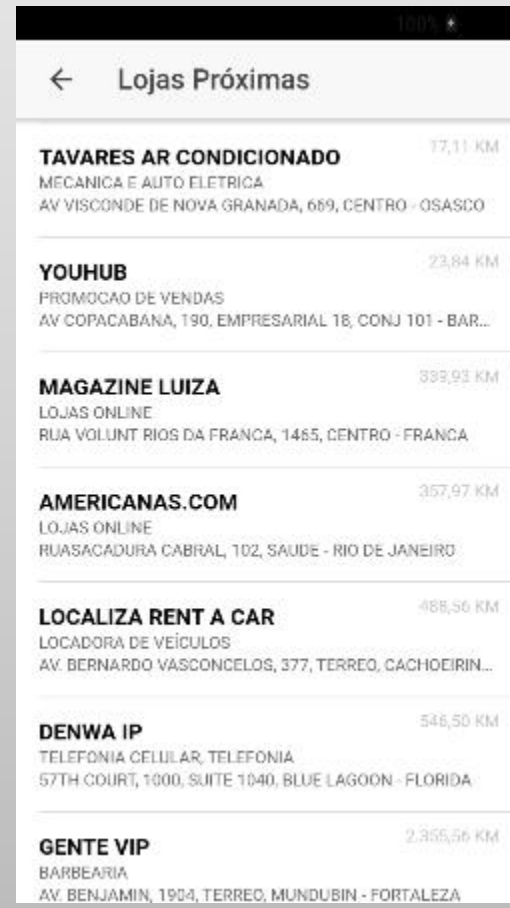 100%
← Lojas Próximas
TAVARES AR CONDICIONADO 17,11 KM
MECANICA E AUTO ELETRICA
AV VISCONDE DE NOVA GRANADA, 669, CENTRO - OSASCO
YOUHUB 23,84 KM
PROMOCAO DE VENDAS
AV COPACABANA, 190, EMPRESARIAL 18, CONJ 101 - BAR...
MAGAZINE LUIZA 339,93 KM
LOJAS ONLINE
RUA VOLUNT RIOS DA FRANCA, 1465, CENTRO - FRANCA
AMERICANAS.COM 357,97 KM
LOJAS ONLINE
RUASACADURA CABRAL, 102, SAUDE - RIO DE JANEIRO
LOCALIZA RENT A CAR 488,56 KM
LOCADORA DE VEÍCULOS
AV. BERNARDO VASCONCELOS, 377, TERREO, CACHOEIRIN...
DENWA IP 546,50 KM
TELEFONIA CELULAR, TELEFONIA
57TH COURT, 1000, SUITE 1040, BLUE LAGOON - FLORIDA
GENTE VIP 2.355,56 KM
BARBEARIA
AV. BENJAMIN, 1904, TERREO, MUNDUBIN - FORTALEZA